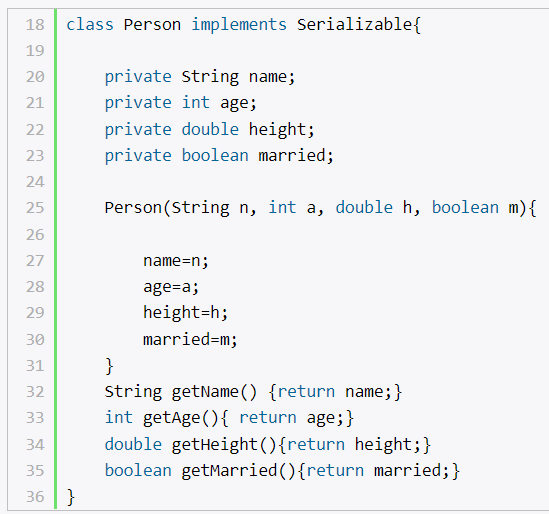 18 class Person implements Serializable{
19
20     private String name;
21     private int age;
22     private double height;
23     private boolean married;
24
25     Person(String n, int a, double h, boolean m){
26
27         name=n;
28         age=a;
29         height=h;
30         married=m;
31     }
32     String getName() {return name;}
33     int getAge(){ return age;}
34     double getHeight(){return height;}
35     boolean getMarried(){return married;}
36 }